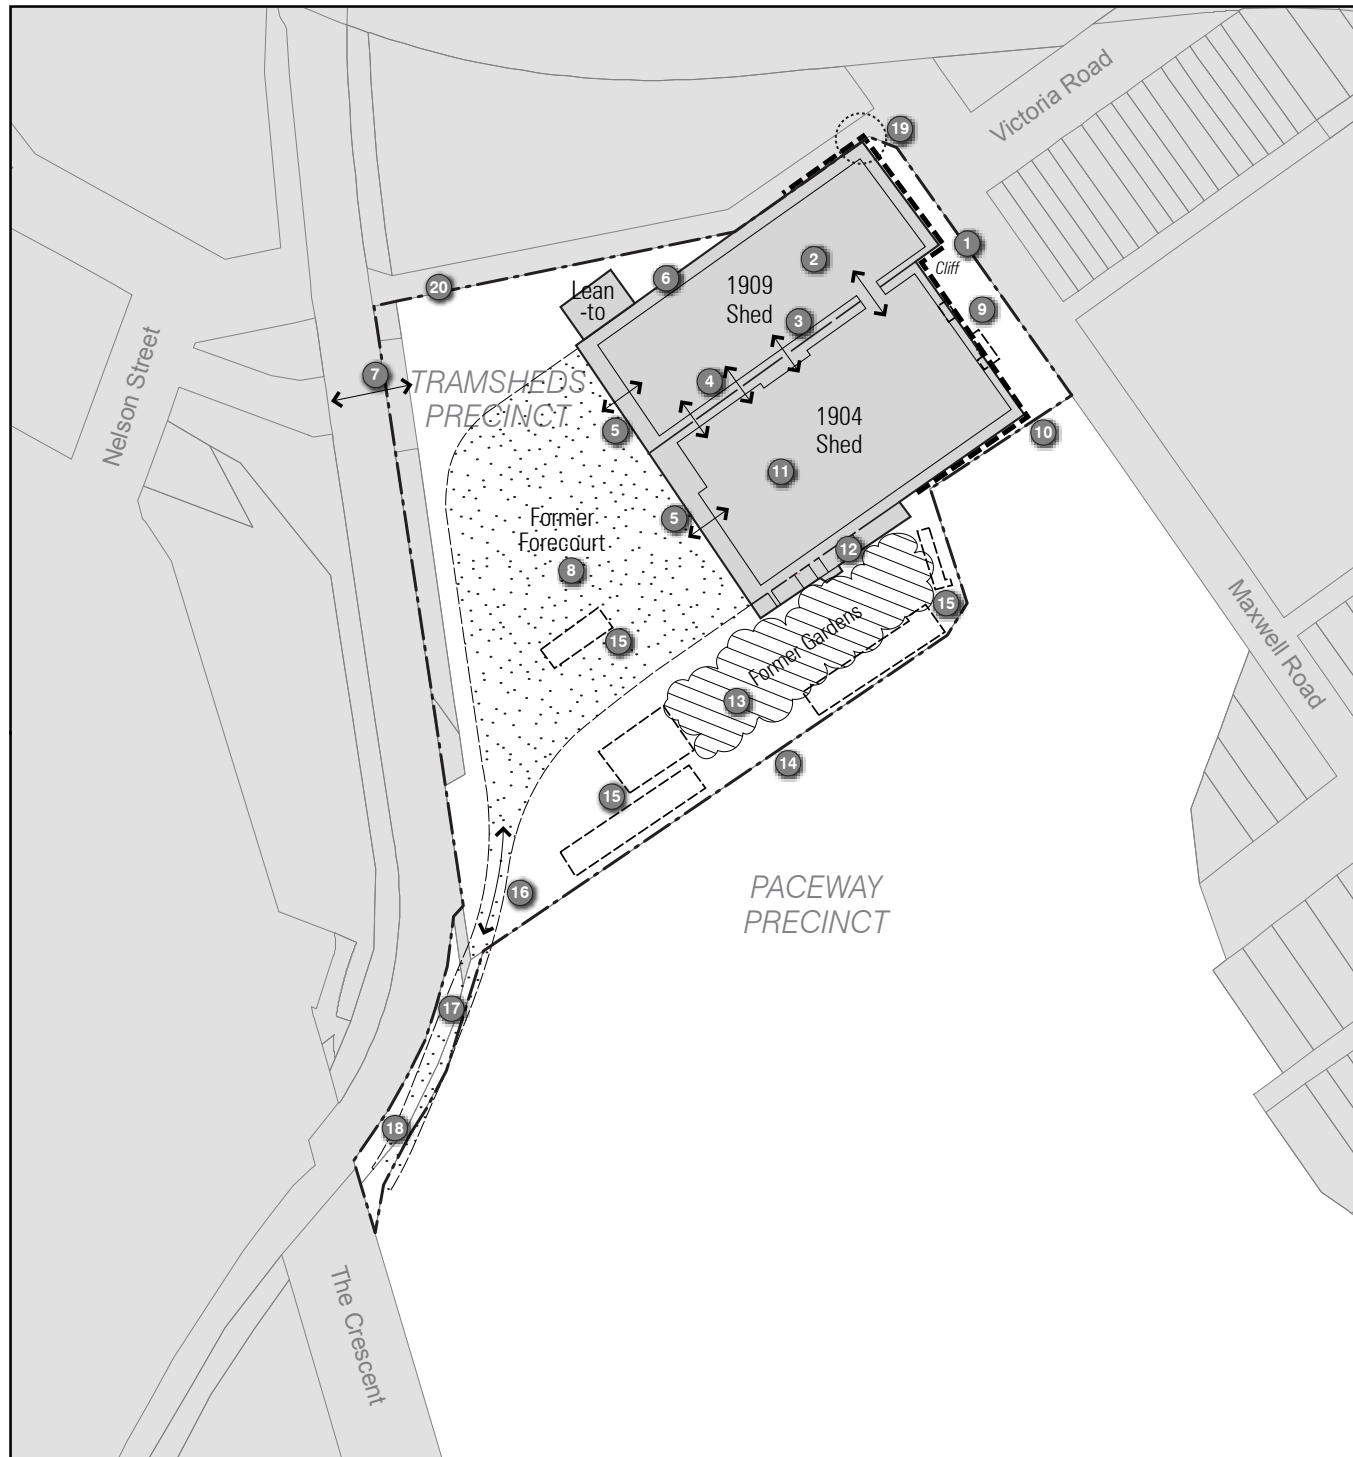 Victoria Road
19
1
2
Cliff
6
20
Lean
-to
1909
Shed
9
3
Nelson Street
7
TRAMSHEDS
PRECINCT
4
5
1904
Shed
10
11
5
Former
Forecourt
8
12
15
15
Maxwell Road
Former Gardens
13
14
15
16
PACEWAY
PRECINCT
17
18
The Crescent